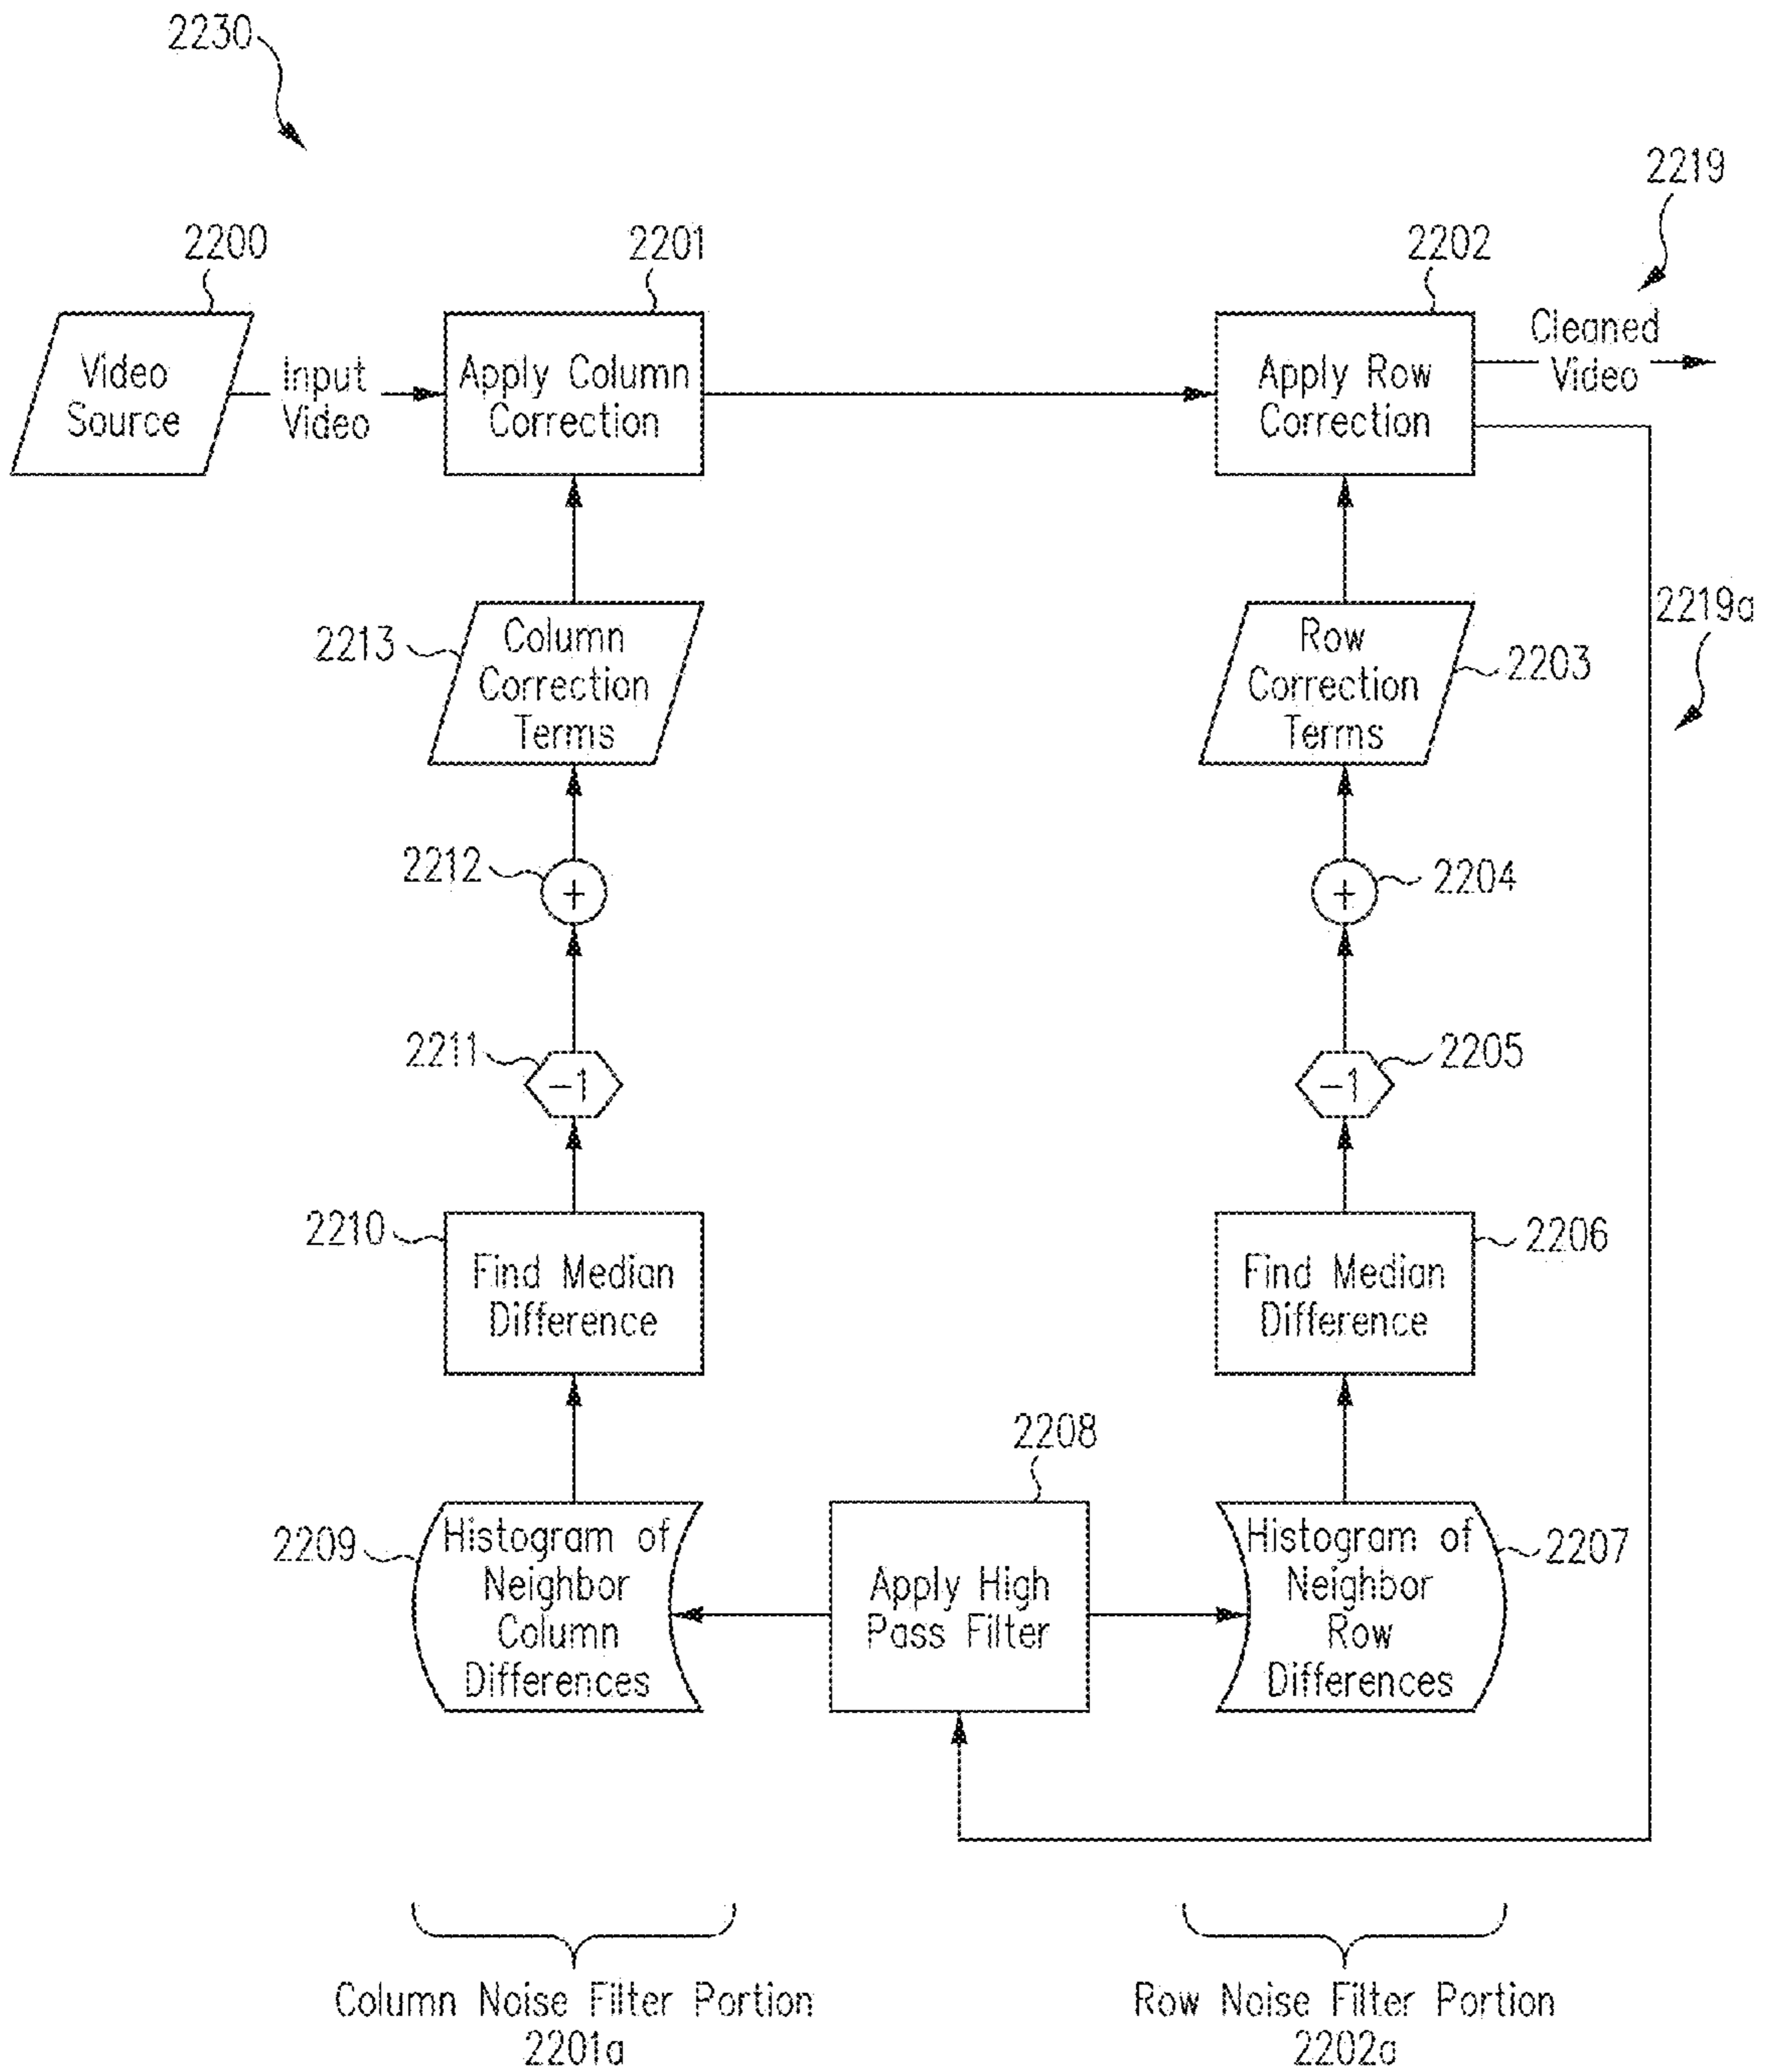 2230
2219
2200
2201
2202
Video
Source
Input
Video
Apply Column
Correction
Apply Row
Correction
Cleaned
Video
2219a
2213
Column
Correction
Terms
Row
Correction
Terms
2203
2212
+
+
2204
2211
-1
-1
2205
2210
Find Median
Difference
Find Median
Difference
2206
2208
2209
Histogram of
Neighbor
Column
Differences
Apply High
Pass Filter
Histogram of
Neighbor
Row
Differences
2207
Column Noise Filter Portion
2201a
Row Noise Filter Portion
2202a